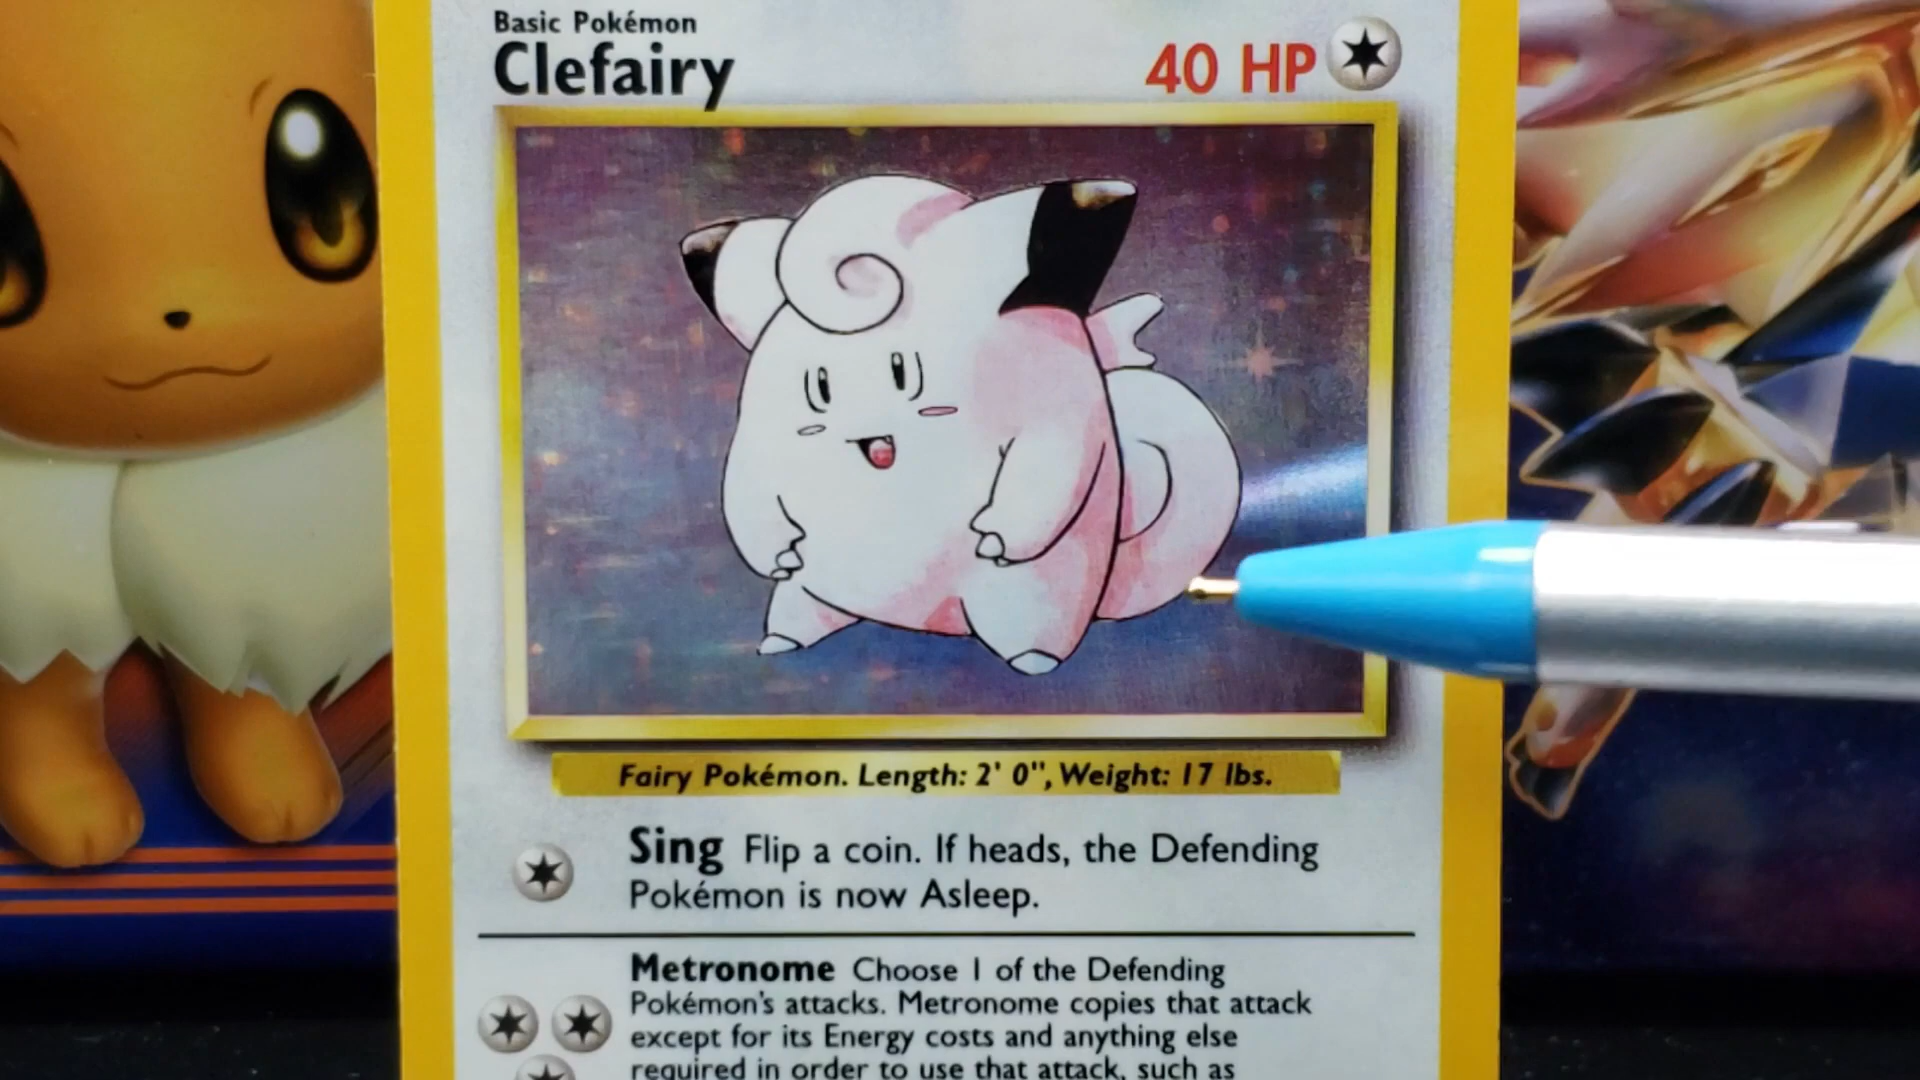 Basic Pokémon
Clefairy
40 HP
Fairy Pokémon. Length: 2' 0", Weight: 17 lbs.
Sing Flip a coin. If heads, the Defending
Pokémon is now Asleep.
Metronome Choose 1 of the Defending
Pokémon's attacks. Metronome copies that attack
except for its Energy costs and anything else
required in order to use that attack, such as